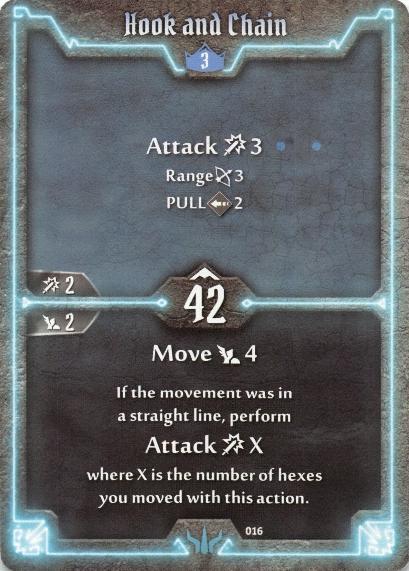 Hook and Chain
3
Attack 3
Range 3
PULL 2
2
42
2
Move 4
If the movement was in
a straight line, perform
Attack X
where X is the number of hexes
you moved with this action.
016